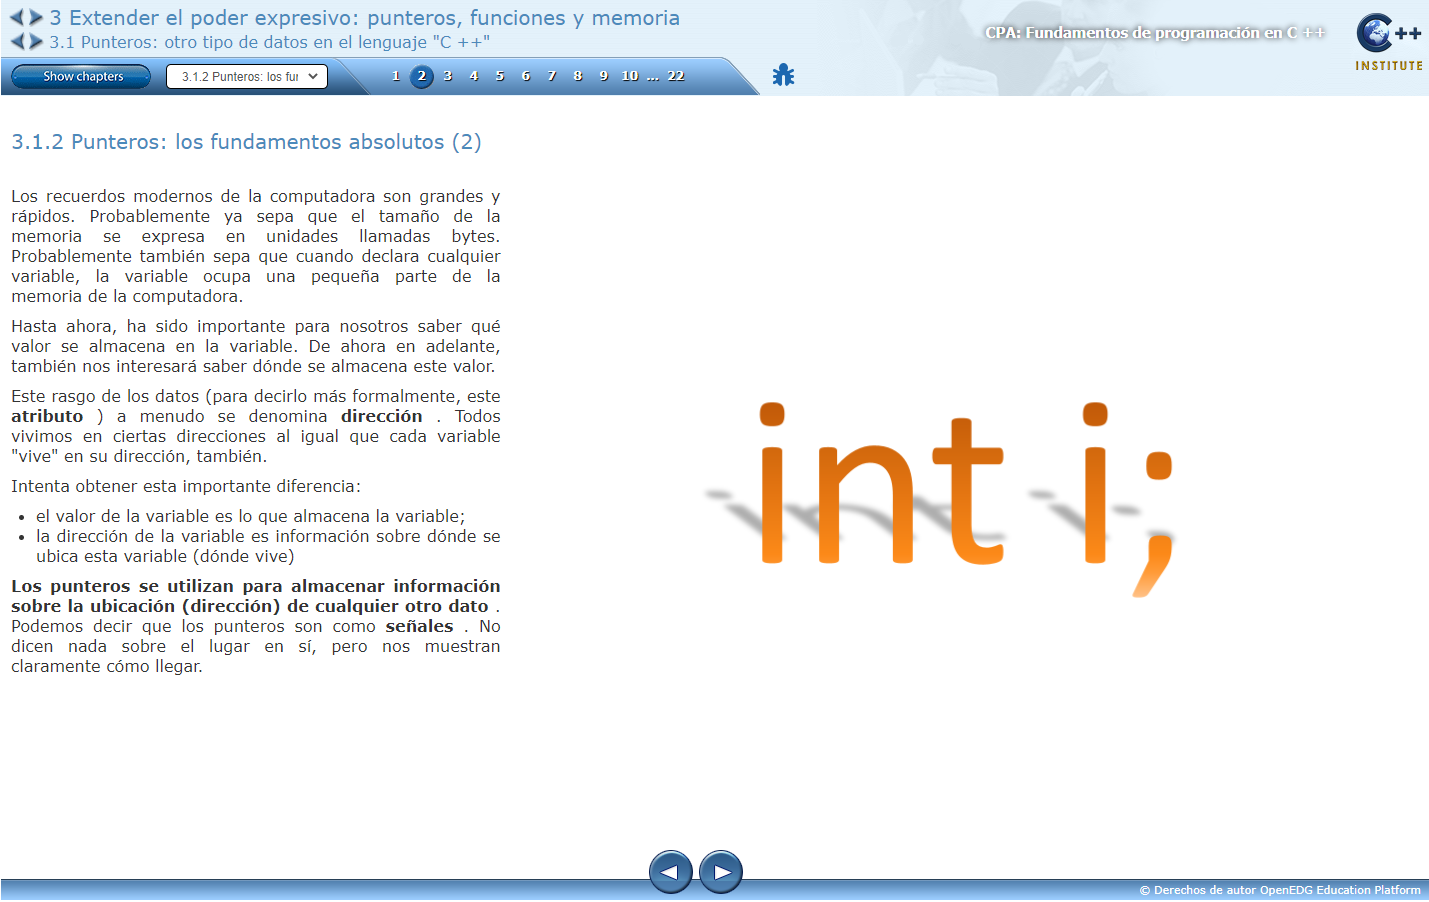 3 Extender el poder expresivo: punteros, funciones y memoria
3.1 Punteros: otro tipo de datos en el lenguaje "C ++"
CPA: Fundamentos de programación en C ++
C++
INSTITUTE
Show chapters
3.1.2 Punteros: los fur
1 2 3 4 5 6 7 8 9 10 ... 22
3.1.2 Punteros: los fundamentos absolutos (2)
Los recuerdos modernos de la computadora son grandes y
rápidos. Probablemente ya sepa que el tamaño de la
memoria se expresa en unidades llamadas bytes.
Probablemente también sepa que cuando declara cualquier
variable, la variable ocupa una pequeña parte de la
memoria de la computadora.
Hasta ahora, ha sido importante para nosotros saber qué
valor se almacena en la variable. De ahora en adelante,
también nos interesará saber dónde se almacena este valor.
Este rasgo de los datos (para decirlo más formalmente, este
atributo ) a menudo se denomina dirección . Todos
vivimos en ciertas direcciones al igual que cada variable
"vive" en su dirección, también.
Intenta obtener esta importante diferencia:
• el valor de la variable es lo que almacena la variable;
• la dirección de la variable es información sobre dónde se
ubica esta variable (dónde vive)
Los punteros se utilizan para almacenar información
sobre la ubicación (dirección) de cualquier otro dato .
Podemos decir que los punteros son como señales . No
dicen nada sobre el lugar en sí, pero nos muestran
claramente cómo llegar.
int i;
© Derechos de autor OpenEDG Education Platform